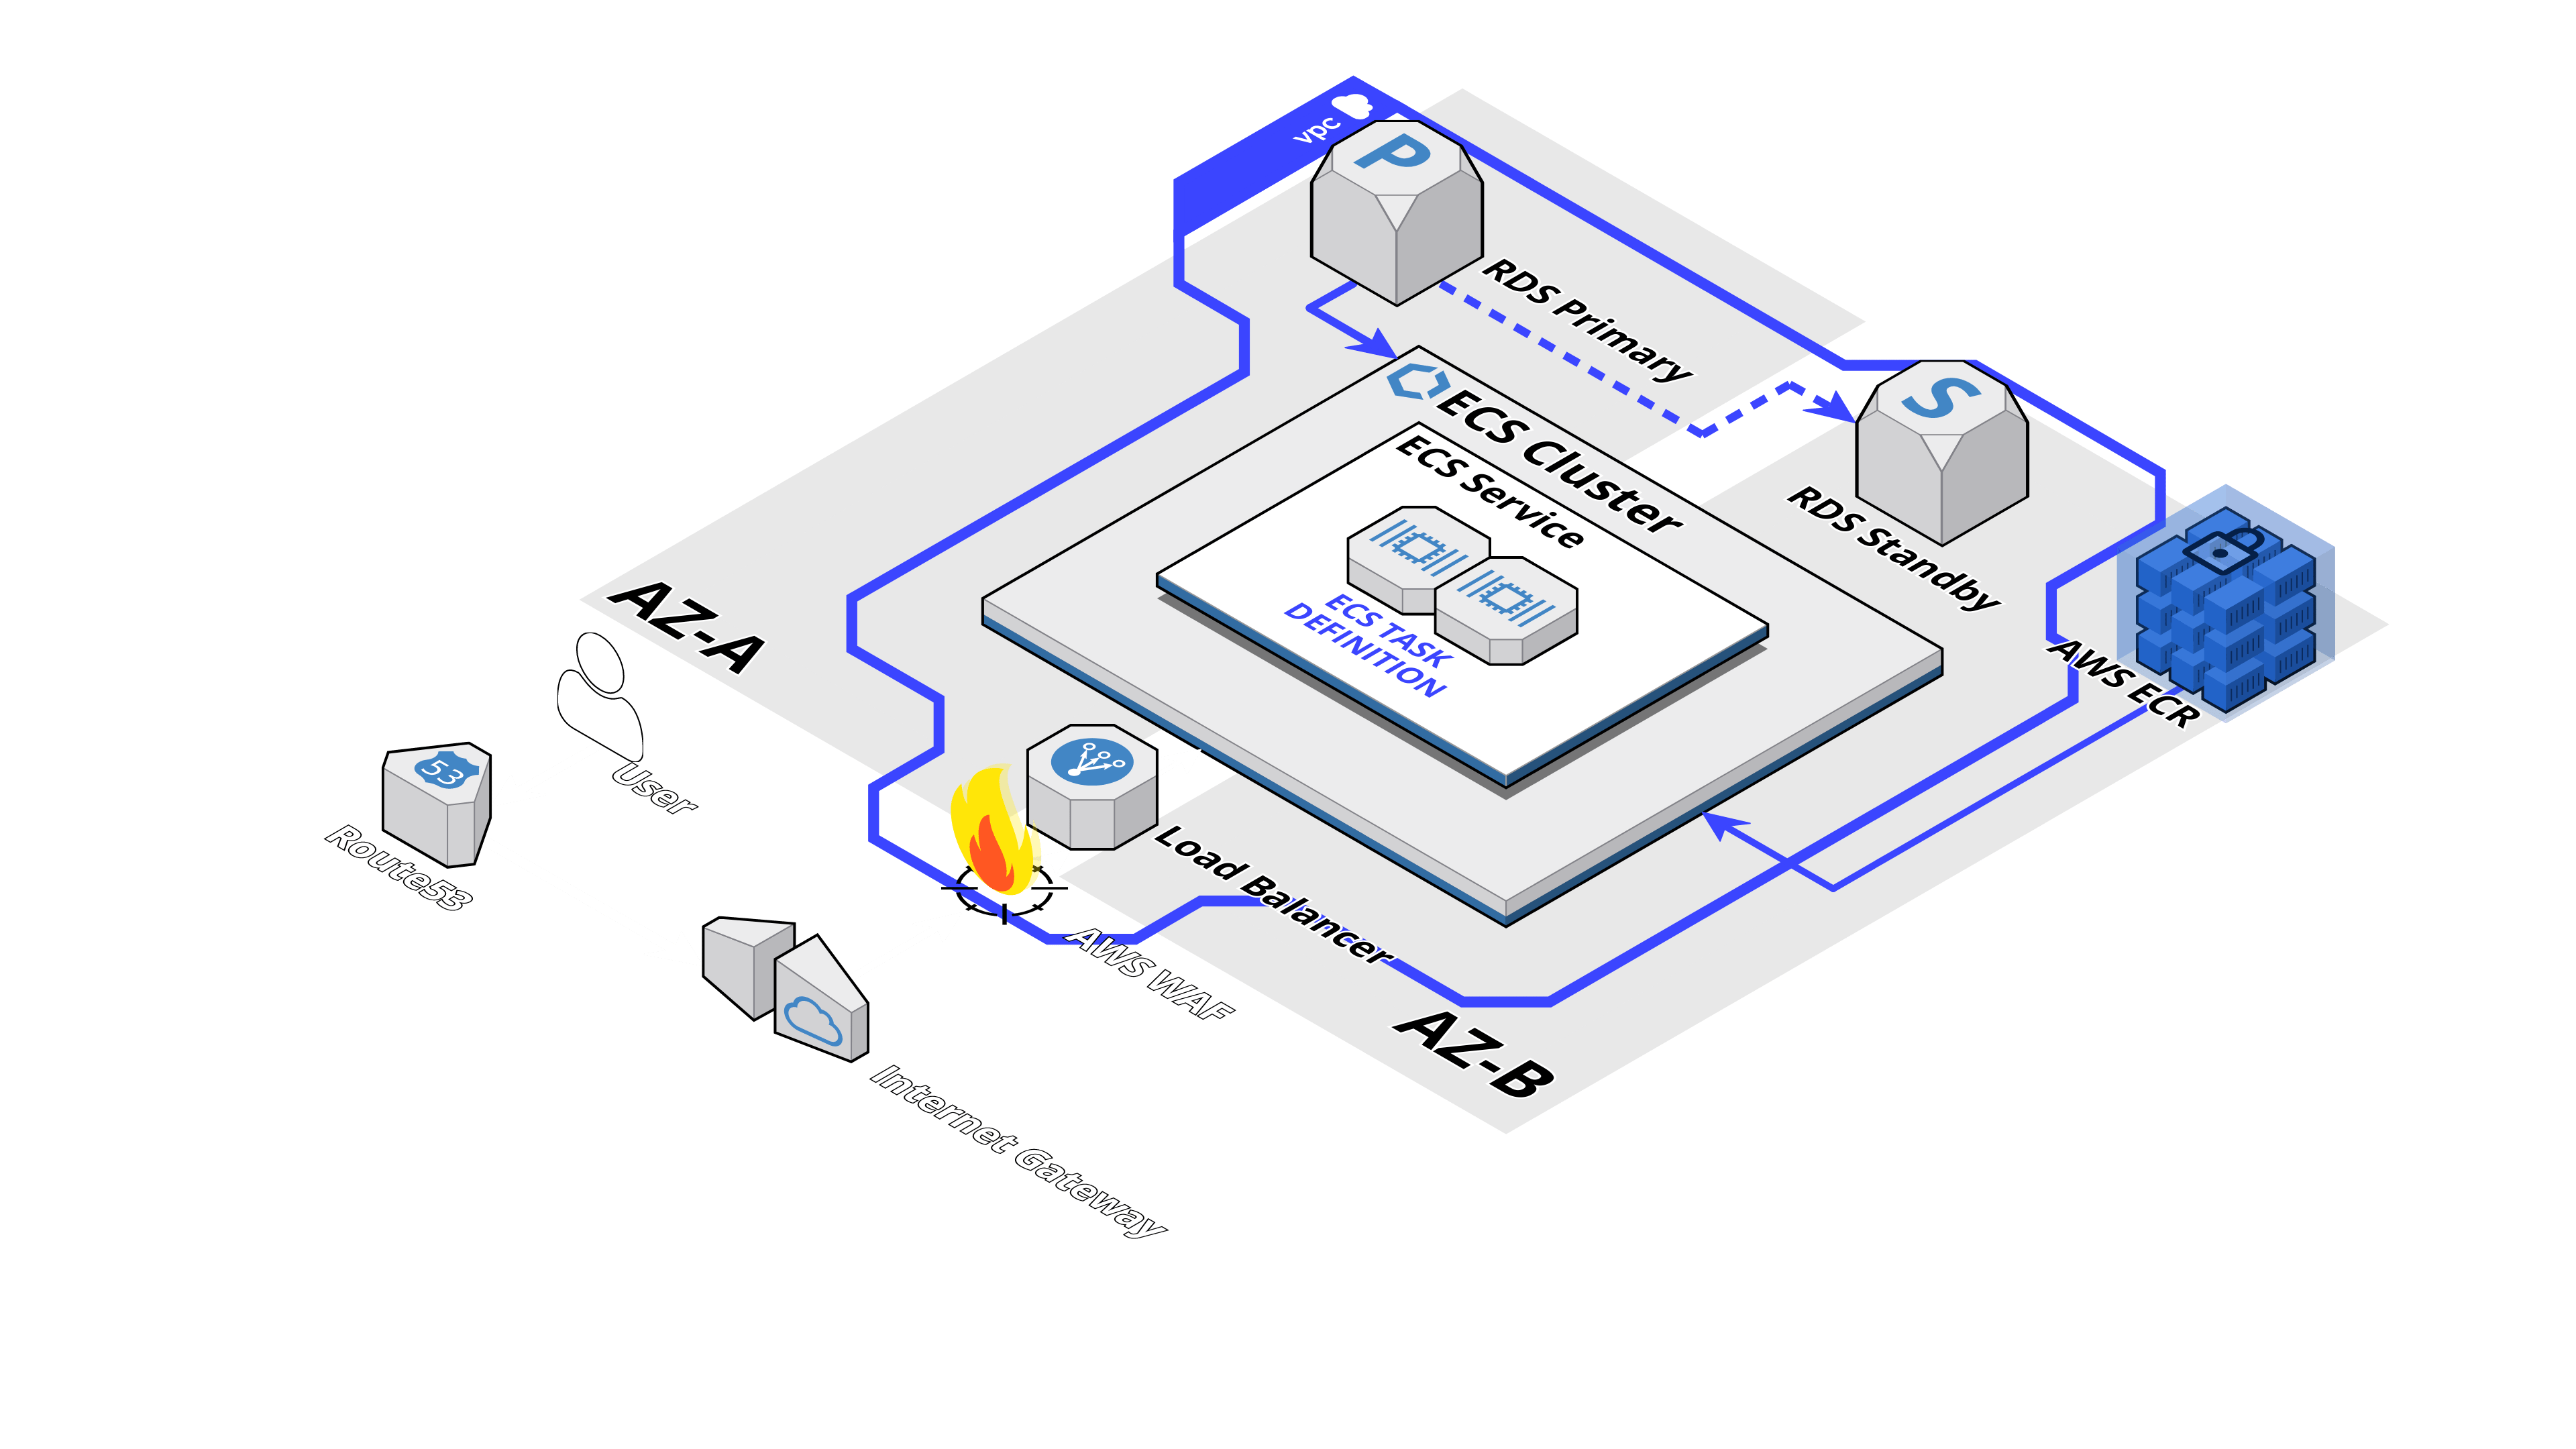 vpc
P
RDS Primary
S
RDS Standby
ECS Cluster
ECS Service
ECS TASK
DEFINITION
AZ-A
User
53
Route53
AWS ECR
Load Balancer
AWS WAF
AZ-B
Internet Gateway